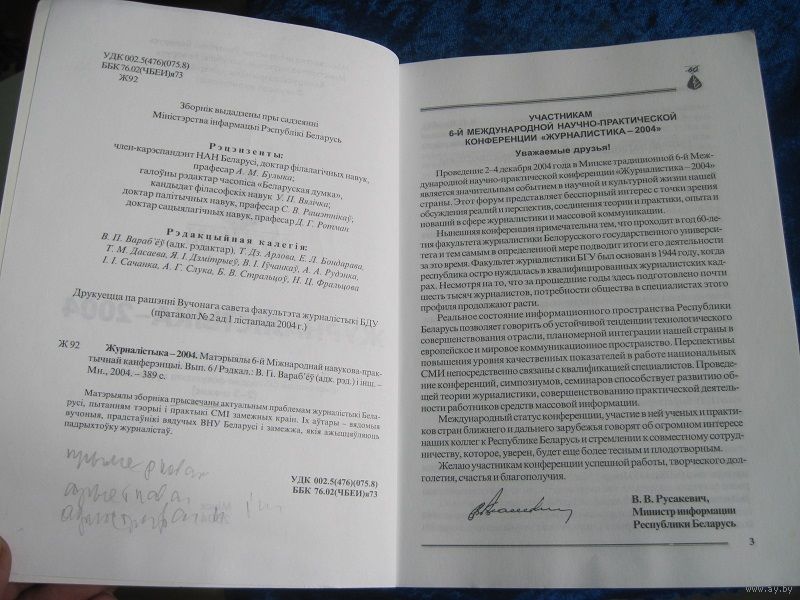 УДК 002.5(476)(075.8)
ББК 76.02(ЧБЕИ)я73
Ж92
Зборнік выдадзены пры садзеянні
Міністэрства інфармацыі Рэспублікі Беларусь
Рэцэнзенты:
член-карэспандэнт НАН Беларусі, доктар філалагічных навук,
прафесар А. М. Булыка;
галоўны рэдактар часопіса «Беларуская думка»,
кандыдат філасофскіх навук У. П. Вялічка;
доктар палітычных навук, прафесар С. В. Рашэтнікаў;
доктар сацыялагічных навук, прафесар Д. Г. Ротман
Рэдакцыйная калегія:
В. П. Вараб'ёў (адк. рэдактар), Т. Дз. Арлова, Е. Л. Бондарава,
Т. М. Дасаева, Я. І. Дзмітрыеў, В. І. Іўчанкаў, А. А. Рудэнка,
І. І. Сачанка, А. Г. Слука, Б. В. Стральцоў, Н. Ц. Фральцова
Друкуецца па рашэнні Вучонага савета факультэта журналістыкі БДУ
(пратакол № 2 ад 1 лістапада 2004 г.)
Ж 92 Журналістыка – 2004. Матэрыялы 6-й Міжнароднай навукова-прак-
тычнай канферэнцыі. Вып. 6 / Рэдкал.: В. П. Вараб'ёў (адк. рэд.) і інш. –
Мн., 2004. – 389 с.
Матэрыялы зборніка прысвечаны актуальным праблемам журналістыкі Бела-
русі, пытанням тэорыі і практыкі СМІ замежных краін. Іх аўтары – вядомыя
вучоныя, прадстаўнікі вядучых ВНУ Беларусі і замежжа, якія ажыццяўляюць
падрыхтоўку журналістаў.
УДК 002.5(476)(075.8)
ББК 76.02(ЧБЕИ)я73
60
УЧАСТНИКАМ
6-Й МЕЖДУНАРОДНОЙ НАУЧНО-ПРАКТИЧЕСКОЙ
КОНФЕРЕНЦИИ «ЖУРНАЛИСТИКА – 2004»
Уважаемые друзья!
Проведение 2–4 декабря 2004 года в Минске традиционной 6-й Меж-
дународной научно-практической конференции «Журналистика – 2004»
является значительным событием в научной и культурной жизни нашей
страны. Этот форум представляет бесспорный интерес с точки зрения
обсуждения реалий и перспектив, соединения теории и практики, опыта и
новаций в сфере журналистики и массовой коммуникации.
Нынешняя конференция примечательна тем, что проходит в год 60-ле-
тия факультета журналистики Белорусского государственного универси-
тета и тем самым в определенной мере подводит итоги его деятельности
за это время. Факультет журналистики БГУ был основан в 1944 году, когда
республика остро нуждалась в квалифицированных журналистских кад-
рах. Несмотря на то, что за прошедшие годы здесь подготовлено почти
шесть тысяч журналистов, потребности общества в специалистах этого
профиля продолжают расти.
Реальное состояние информационного пространства Республики
Беларусь позволяет говорить об устойчивой тенденции технологического
совершенствования отрасли, планомерной интеграции нашей страны в
европейское и мировое коммуникационное пространство. Перспективы
повышения уровня качественных показателей в работе национальных
СМИ непосредственно связаны с квалификацией специалистов. Проведе-
ние конференций, симпозиумов, семинаров способствует развитию об-
щей теории журналистики, совершенствованию практической деятель-
ности работников средств массовой информации.
Международный статус конференции, участие в ней ученых и практи-
ков стран ближнего и дальнего зарубежья говорят об огромном интересе
наших коллег к Республике Беларусь и стремлении к совместному сотруд-
ничеству, которое, уверен, будет еще более тесным и плодотворным.
Желаю участникам конференции успешной работы, творческого дол-
голетия, счастья и благополучия.
В. В. Русакевич,
Министр информации
Республики Беларусь
3
www.ay.by